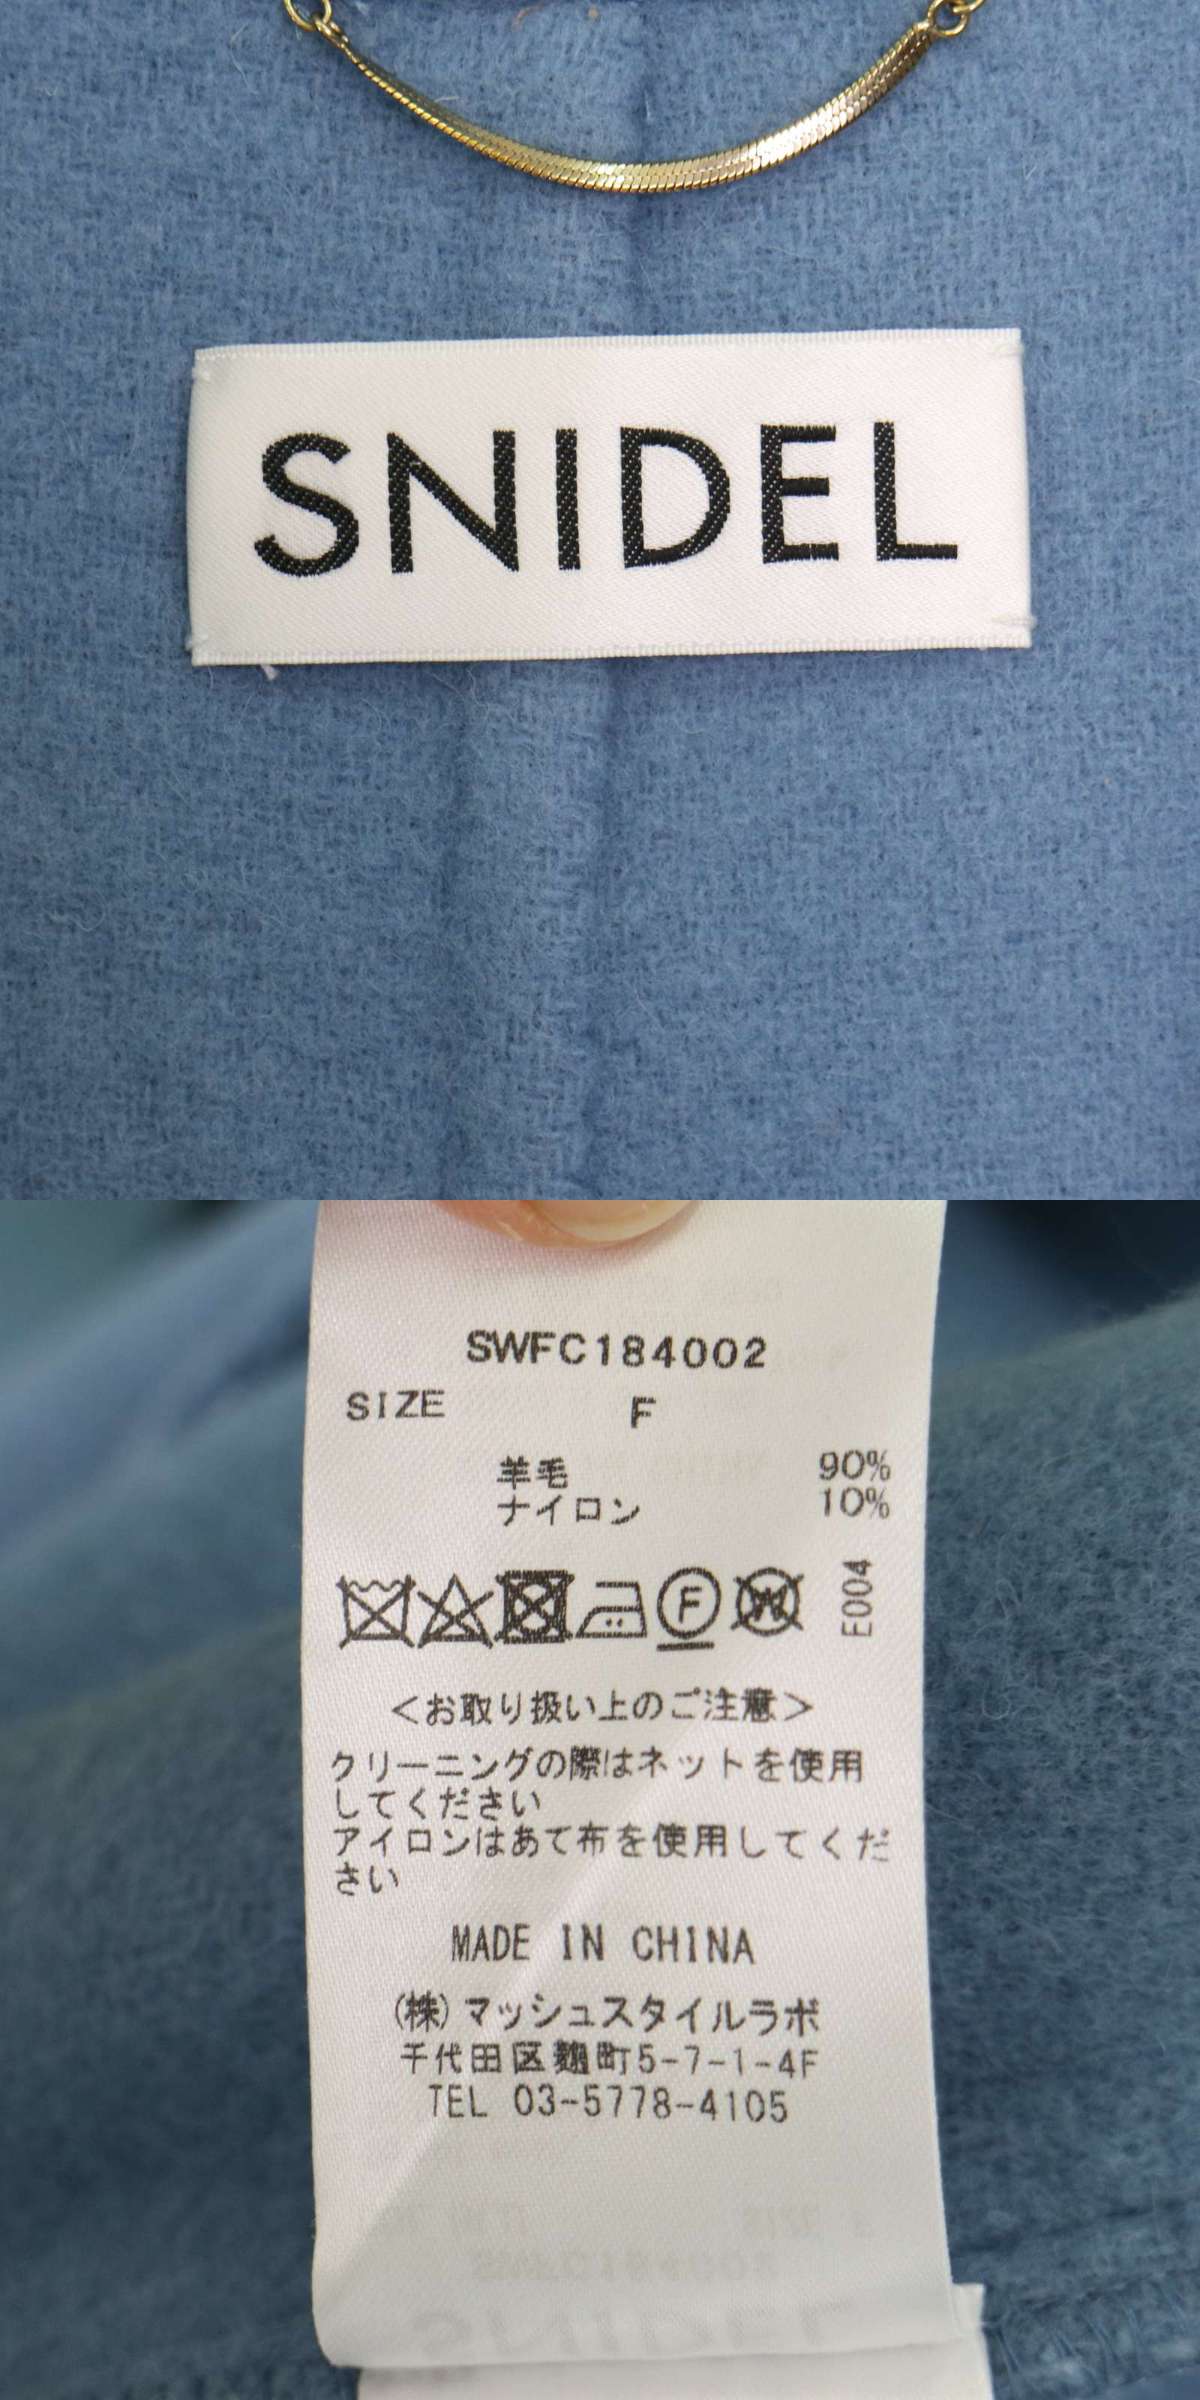 SNIDEL
SWFC184002
SIZE F
羊毛 90%
ナイロン 10%
F
W
E004
<お取り扱い上のご注意>
クリーニングの際はネットを使用
してください
アイロンはあて布を使用してくだ
さい
MADE IN CHINA
(株)マッシュスタイルラボ
千代田区麹町5-7-1-4F
TEL 03-5778-4105